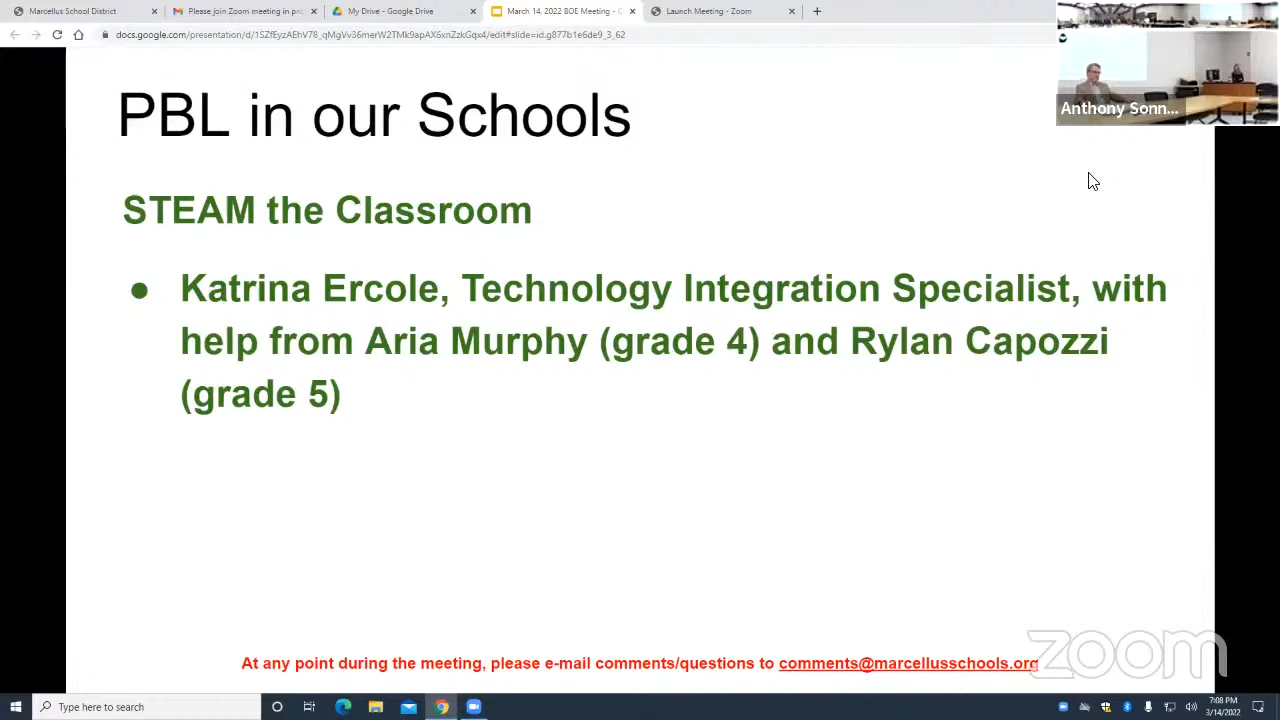 Marcellus School District
Please join Zoom meeting in pro
My Drive - Google Drive
March 14, 2022 BOE Meeting - G
Launch Meeting - Zoom
PBL in our Schools
Anthony Sonn...
STEAM the Classroom
● Katrina Ercole, Technology Integration Specialist, with
help from Aria Murphy (grade 4) and Rylan Capozzi
(grade 5)
At any point during the meeting, please e-mail comments/questions to comments@marcellusschools.org
zoom
Type here to search
7:08 PM
3/14/2022